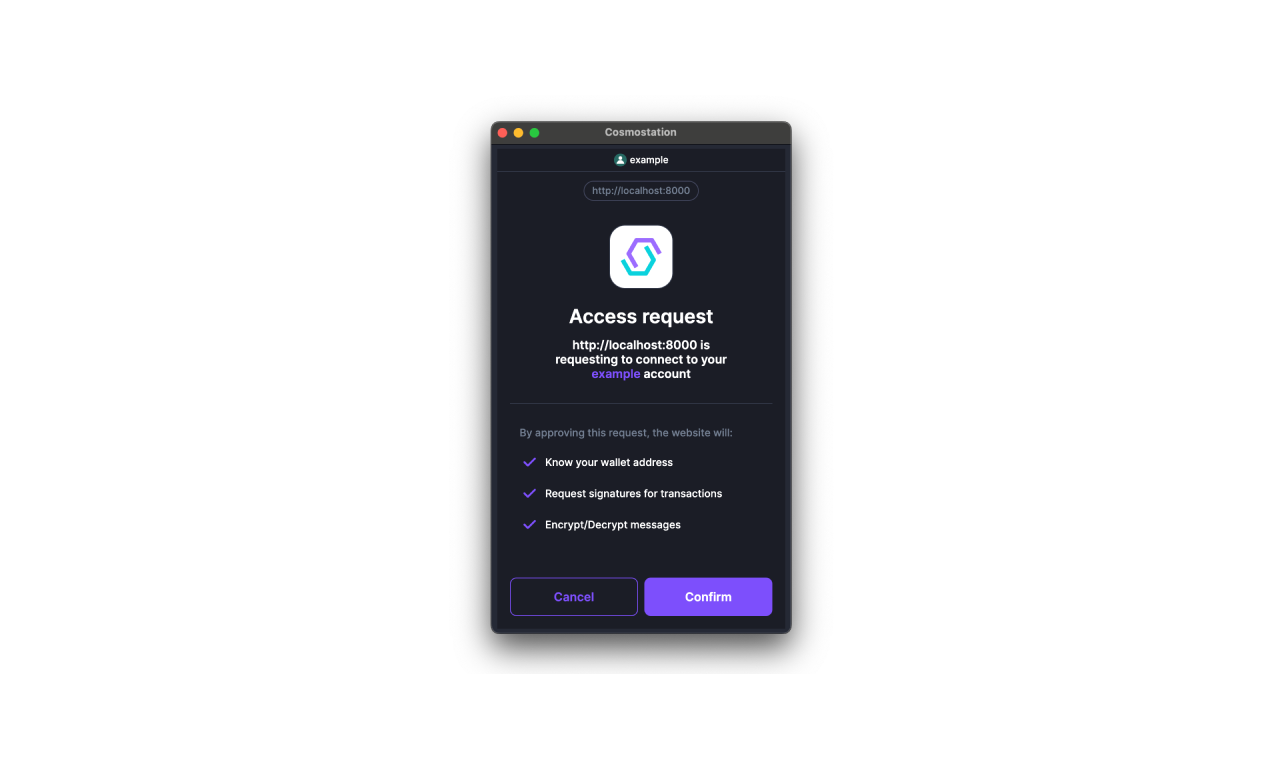 Cosmostation
example
http://localhost:8000
Access request
http://localhost:8000 is
requesting to connect to your
example account
By approving this request, the website will:
Know your wallet address
Request signatures for transactions
Encrypt/Decrypt messages
Cancel
Confirm